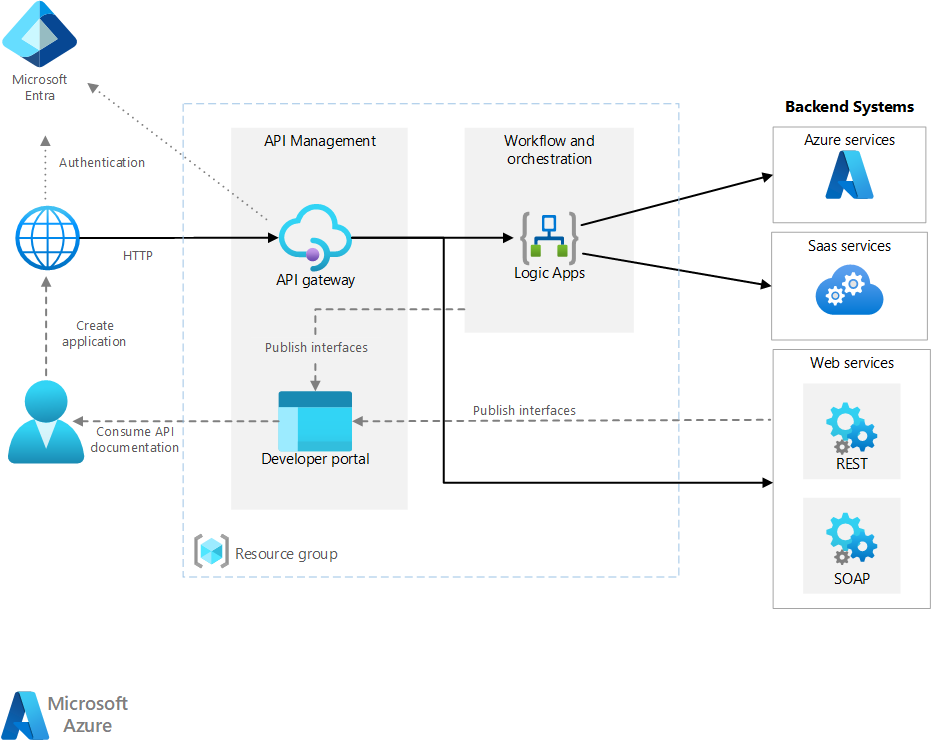 Microsoft
Entra
Authentication
HTTP
Create
application
Consume API
documentation
API Management
API gateway
Publish interfaces
Developer portal
Resource group
Workflow and
orchestration
Logic Apps
Publish interfaces
Backend Systems
Azure services
Saas services
Web services
REST
SOAP
Microsoft
Azure